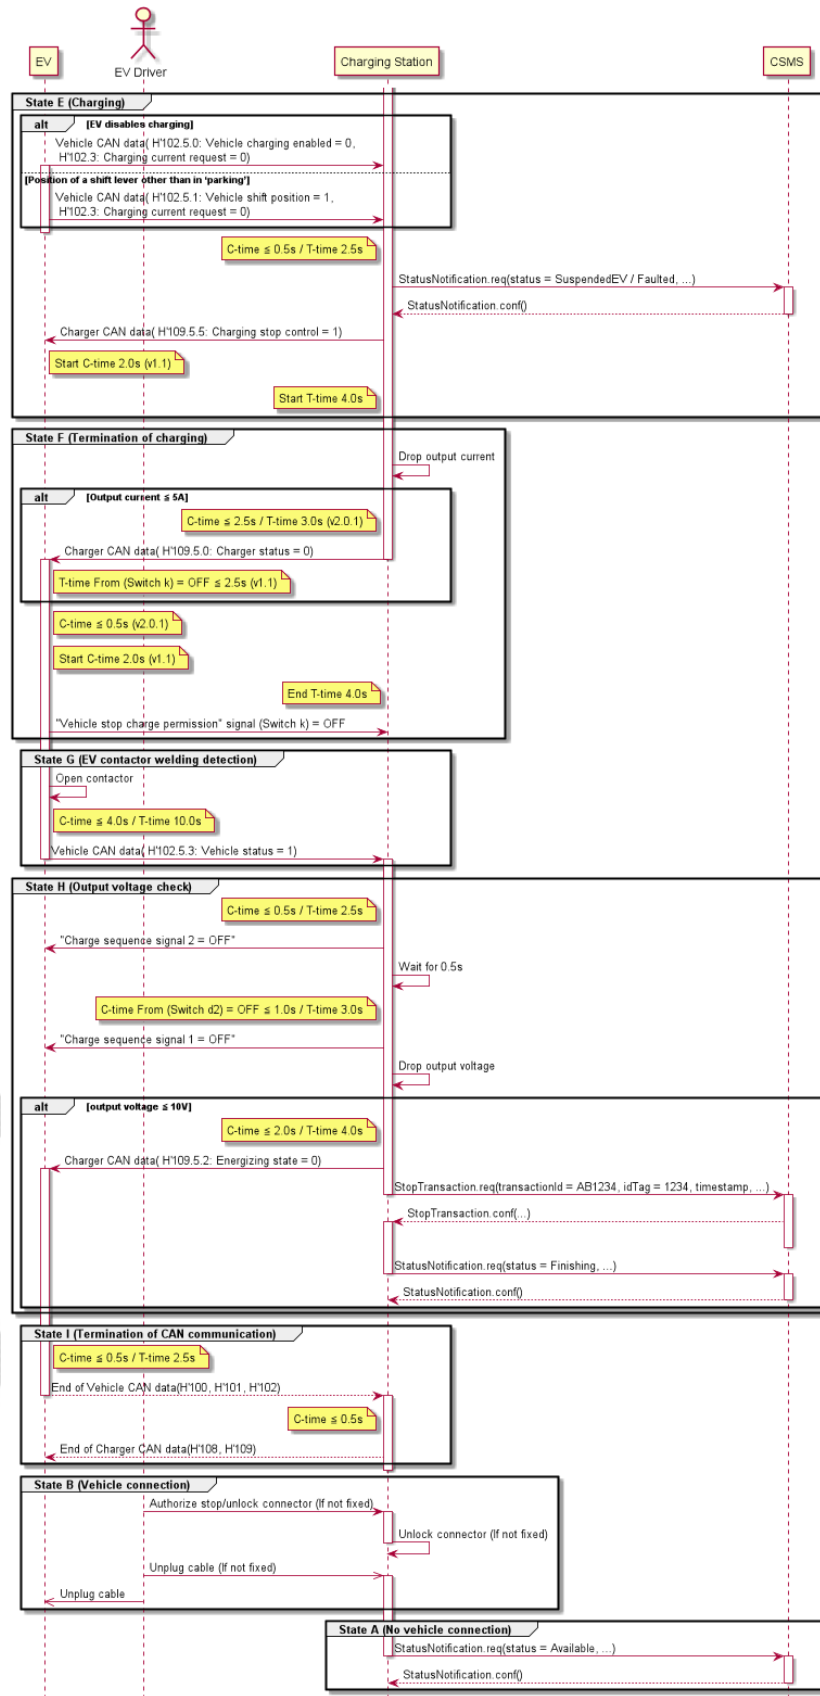 EV
EV Driver
Charging Station
CSMS
State E (Charging)
alt [EV disables charging]
Vehicle CAN data( H'102.5.0: Vehicle charging enabled = 0,
H'102.3: Charging current request = 0)
[Position of a shift lever other than in 'parking']
Vehicle CAN data( H'102.5.1: Vehicle shift position = 1,
H'102.3: Charging current request = 0)
C-time ≤ 0.5s / T-time 2.5s
StatusNotification.req(status = SuspendedEV / Faulted, ...)
StatusNotification.conf()
Charger CAN data( H'109.5.5: Charging stop control = 1)
Start C-time 2.0s (v1.1)
Start T-time 4.0s
State F (Termination of charging)
Drop output current
alt [Output current ≤ 5A]
C-time ≤ 2.5s / T-time 3.0s (v2.0.1)
Charger CAN data( H'109.5.0: Charger status = 0)
T-time From (Switch k) = OFF ≤ 2.5s (v1.1)
C-time ≤ 0.5s (v2.0.1)
Start C-time 2.0s (v1.1)
End T-time 4.0s
"Vehicle stop charge permission" signal (Switch k) = OFF
State G (EV contactor welding detection)
Open contactor
C-time ≤ 4.0s / T-time 10.0s
Vehicle CAN data( H'102.5.3: Vehicle status = 1)
State H (Output voltage check)
C-time ≤ 0.5s / T-time 2.5s
"Charge sequence signal 2 = OFF"
Wait for 0.5s
C-time From (Switch d2) = OFF ≤ 1.0s / T-time 3.0s
"Charge sequence signal 1 = OFF"
Drop output voltage
alt [output voltage ≤ 10V]
C-time ≤ 2.0s / T-time 4.0s
Charger CAN data( H'109.5.2: Energizing state = 0)
StopTransaction.req(transactionId = AB1234, idTag = 1234, timestamp, ...)
StopTransaction.conf(...)
StatusNotification.req(status = Finishing, ...)
StatusNotification.conf()
State I (Termination of CAN communication)
C-time ≤ 0.5s / T-time 2.5s
End of Vehicle CAN data(H'100, H'101, H'102)
C-time ≤ 0.5s
End of Charger CAN data(H'108, H'109)
State B (Vehicle connection)
Authorize stop/unlock connector (If not fixed)
Unlock connector (If not fixed)
Unplug cable (If not fixed)
Unplug cable
State A (No vehicle connection)
StatusNotification.req(status = Available, ...)
StatusNotification.conf()